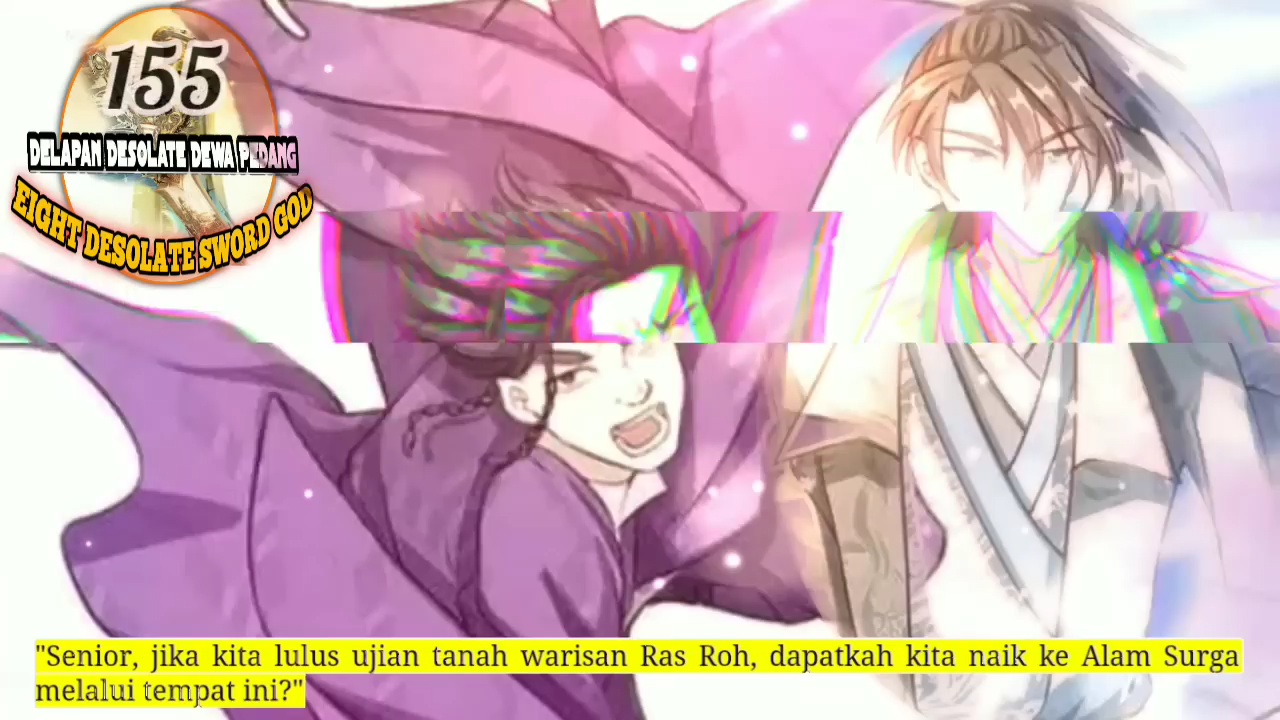 155
DELAPAN DESOLATE DEWA PEDANG
EIGHT DESOLATE SWORD GOD
"Senior, jika kita lulus ujian tanah warisan Ras Roh, dapatkah kita naik ke Alam Surga
melalui tempat ini?"